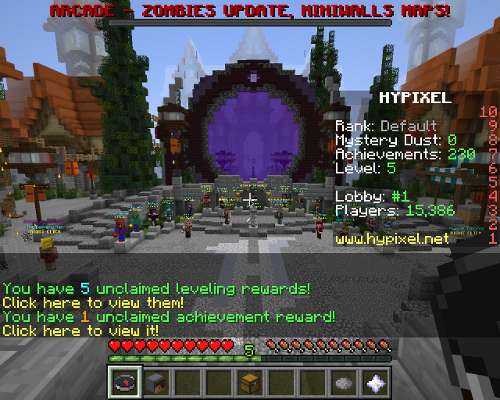 ARCADE - ZOMBIES UPDATE, MINIWALLS MAPS!
HYPIXEL
10
Rank: Default
9
Mystery Dust: 0
8
Achievements: 230
7
Level: 5
6
5
Lobby: #1
4
Players: 15,386
3
2
www.hypixel.net
1
RIGHT CLICK
You have 5 unclaimed leveling rewards!
Click here to view them!
You have 1 unclaimed achievement reward!
Click here to view it!
5